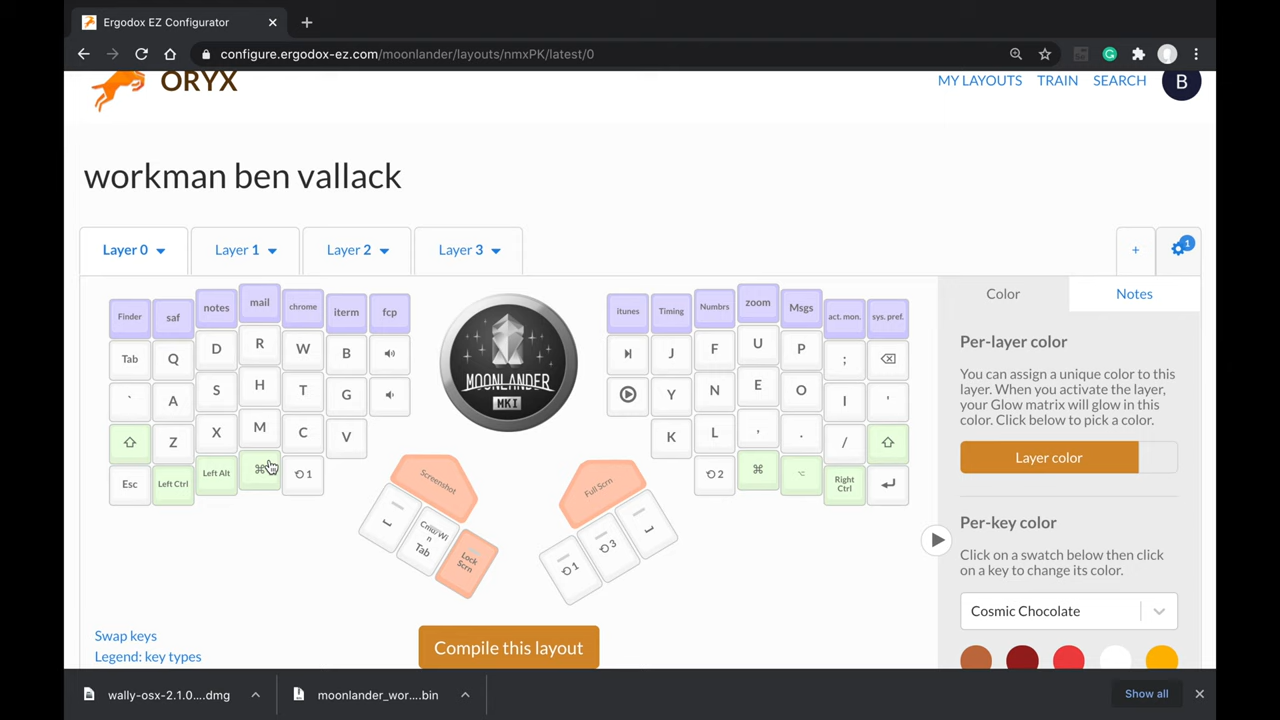 Ergodox EZ Configurator
configure.ergodox-ez.com/moonlander/layouts/nmxPK/latest/0
ORYX
MY LAYOUTS TRAIN SEARCH B
workman ben vallack
Layer 0 Layer 1 Layer 2 Layer 3 + 1
Finder saf notes mail chrome iterm fcp
itunes Timing Numbrs zoom Msgs act. mon. sys. pref.
Tab Q D R W B
J F U P ;
` A S H T G
Y N E O I '
Z X M C V
K L , . /
Esc Left Ctrl Left Alt ⌘ 1
2 ⌘ ⌥ Right Ctrl
MOONLANDER
MK I
Screenshot
Cmd/Win
Tab
Lock Scrn
Full Scrn
1 3
Color Notes
Per-layer color
You can assign a unique color to this
layer. When you activate the layer,
your Glow matrix will glow in this
color. Click below to pick a color.
Layer color
Per-key color
Click on a swatch below then click
on a key to change its color.
Cosmic Chocolate
Swap keys
Legend: key types
Compile this layout
wally-osx-2.1.0....dmg
moonlander_wor....bin
Show all